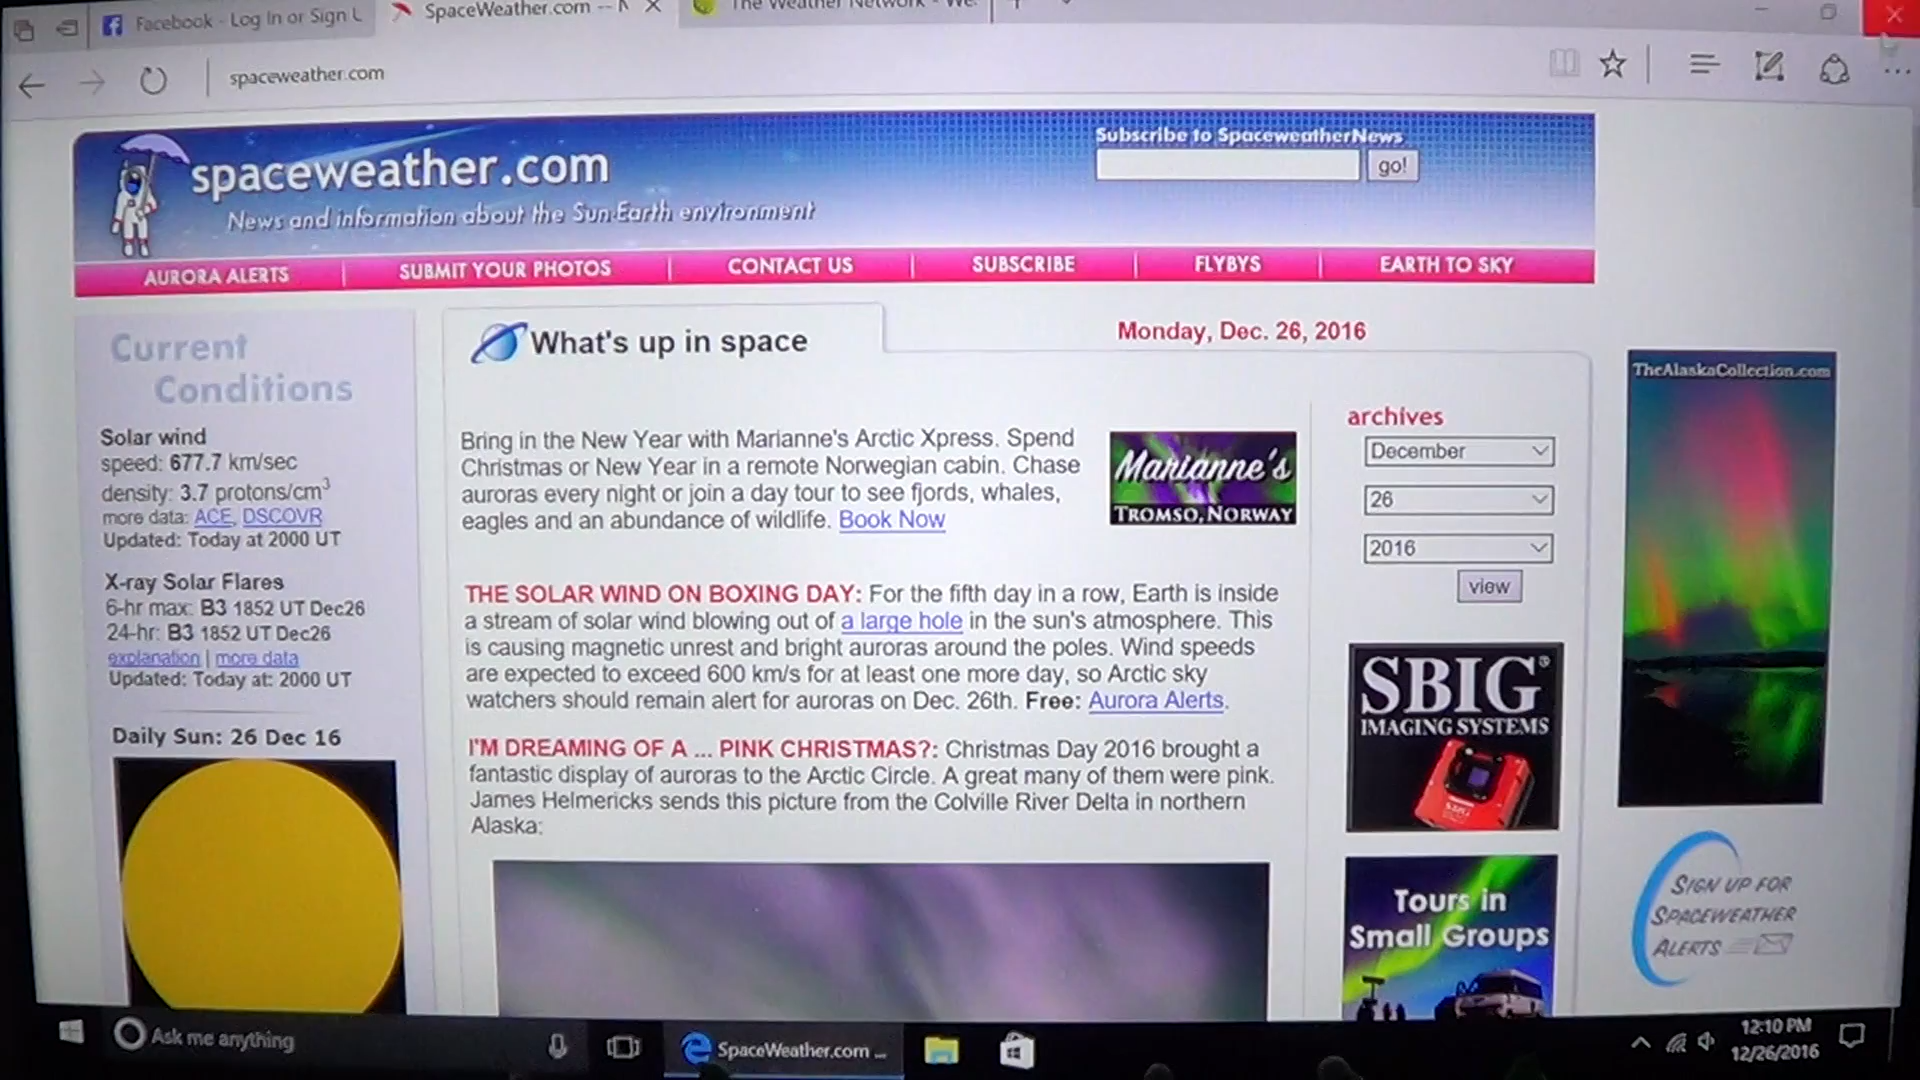 Facebook - Log In or Sign U
SpaceWeather.com -- N
The Weather Network - We
spaceweather.com
spaceweather.com
News and information about the Sun-Earth environment
Subscribe to SpaceweatherNews
go!
AURORA ALERTS | SUBMIT YOUR PHOTOS | CONTACT US | SUBSCRIBE | FLYBYS | EARTH TO SKY
Current
Conditions
Solar wind
speed: 677.7 km/sec
density: 3.7 protons/cm3
more data: ACE, DSCOVR
Updated: Today at 2000 UT
X-ray Solar Flares
6-hr max: B3 1852 UT Dec26
24-hr: B3 1852 UT Dec26
explanation | more data
Updated: Today at: 2000 UT
Daily Sun: 26 Dec 16
What's up in space
Monday, Dec. 26, 2016
Bring in the New Year with Marianne's Arctic Xpress. Spend
Christmas or New Year in a remote Norwegian cabin. Chase
auroras every night or join a day tour to see fjords, whales,
eagles and an abundance of wildlife. Book Now
Marianne's
TROMSO, NORWAY
THE SOLAR WIND ON BOXING DAY: For the fifth day in a row, Earth is inside
a stream of solar wind blowing out of a large hole in the sun's atmosphere. This
is causing magnetic unrest and bright auroras around the poles. Wind speeds
are expected to exceed 600 km/s for at least one more day, so Arctic sky
watchers should remain alert for auroras on Dec. 26th. Free: Aurora Alerts.
I'M DREAMING OF A ... PINK CHRISTMAS?: Christmas Day 2016 brought a
fantastic display of auroras to the Arctic Circle. A great many of them were pink.
James Helmericks sends this picture from the Colville River Delta in northern
Alaska:
archives
December
26
2016
view
SBIG®
IMAGING SYSTEMS
SBIG
Tours in
Small Groups
TheAlaskaCollection.com
SIGN UP FOR
SPACEWEATHER
ALERTS
Ask me anything
SpaceWeather.com ...
12:10 PM
12/26/2016